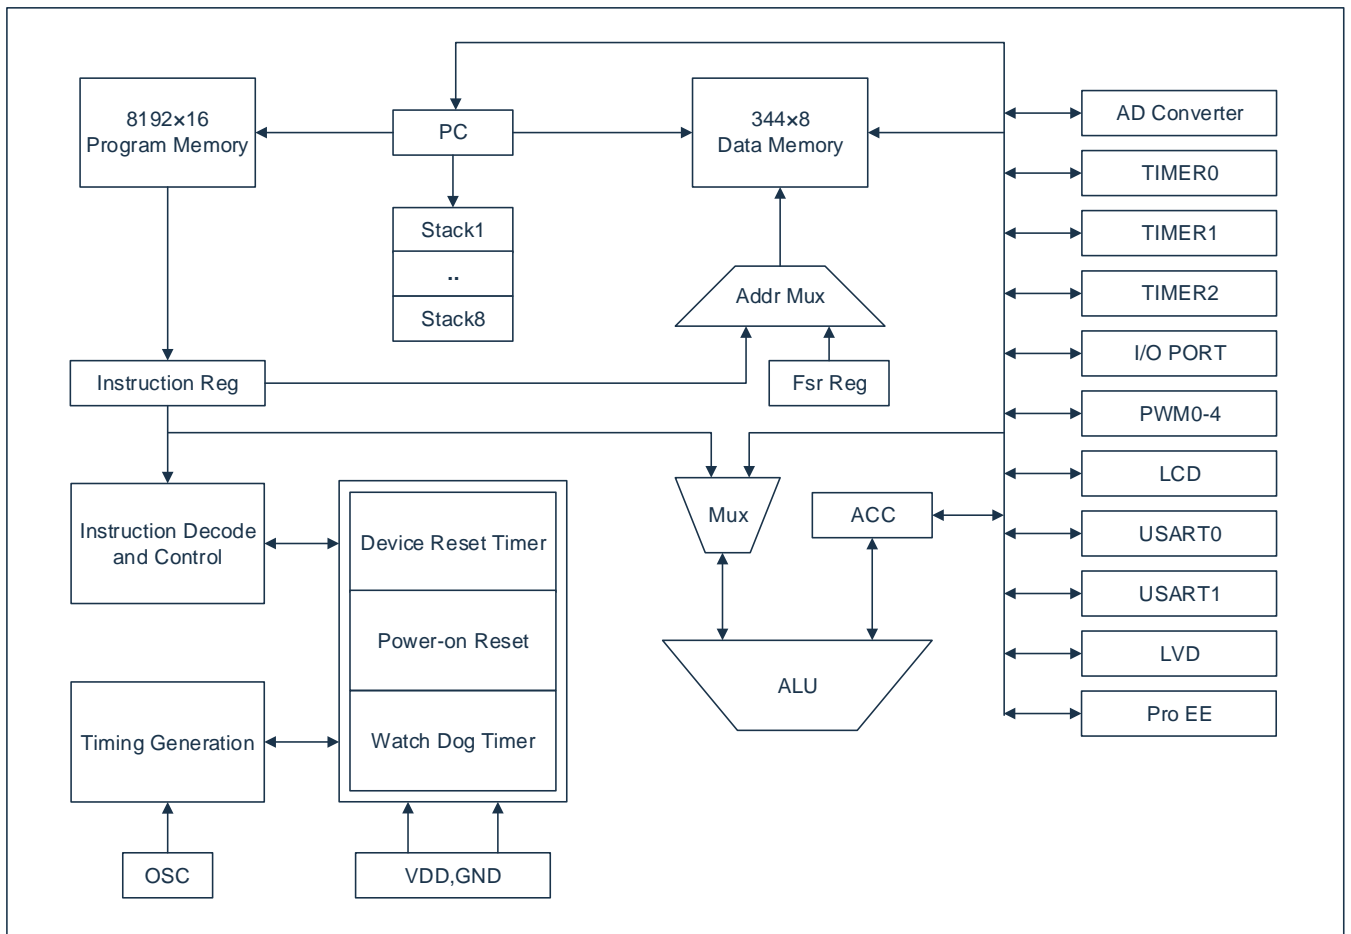 8192×16
Program Memory
PC
344×8
Data Memory
Stack1
..
Stack8
Addr Mux
Instruction Reg
Fsr Reg
Instruction Decode
and Control
Device Reset Timer
Power-on Reset
Watch Dog Timer
Timing Generation
OSC
VDD,GND
Mux
ACC
ALU
AD Converter
TIMER0
TIMER1
TIMER2
I/O PORT
PWM0-4
LCD
USART0
USART1
LVD
Pro EE